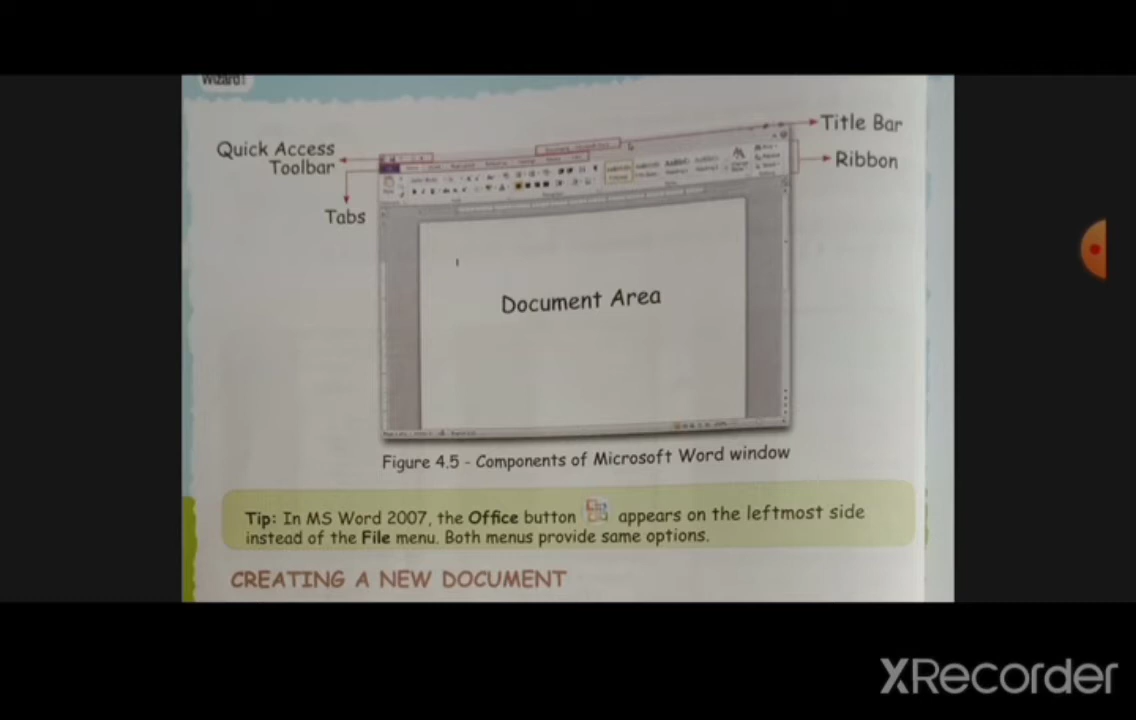 Wizard!
Title Bar
Quick Access
Toolbar
Ribbon
Tabs
Document Area
Figure 4.5 - Components of Microsoft Word window
Tip: In MS Word 2007, the Office button appears on the leftmost side
instead of the File menu. Both menus provide same options.
CREATING A NEW DOCUMENT
XRecorder